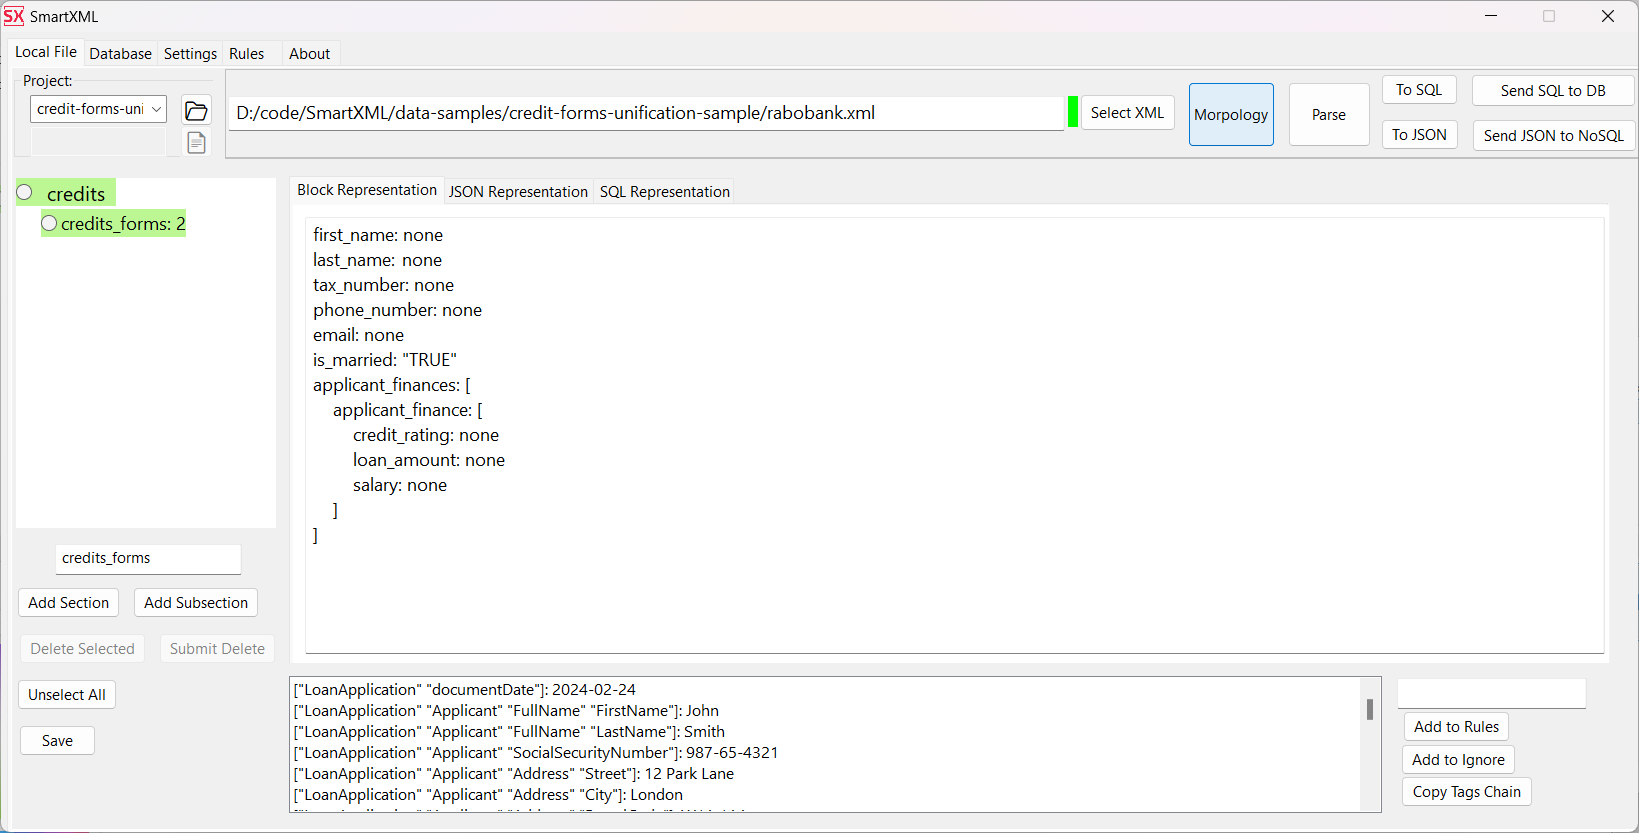 SX SmartXML
Local File Database Settings Rules About
Project:
credit-forms-uni
D:/code/SmartXML/data-samples/credit-forms-unification-sample/rabobank.xml
Select XML
Morpology
Parse
To SQL
Send SQL to DB
To JSON
Send JSON to NoSQL
credits
credits_forms: 2
Block Representation JSON Representation SQL Representation
first_name: none
last_name: none
tax_number: none
phone_number: none
email: none
is_married: "TRUE"
applicant_finances: [
applicant_finance: [
credit_rating: none
loan_amount: none
salary: none
]
]
credits_forms
Add Section Add Subsection
Delete Selected Submit Delete
Unselect All
Save
["LoanApplication" "documentDate"]: 2024-02-24
["LoanApplication" "Applicant" "FullName" "FirstName"]: John
["LoanApplication" "Applicant" "FullName" "LastName"]: Smith
["LoanApplication" "Applicant" "SocialSecurityNumber"]: 987-65-4321
["LoanApplication" "Applicant" "Address" "Street"]: 12 Park Lane
["LoanApplication" "Applicant" "Address" "City"]: London
Add to Rules
Add to Ignore
Copy Tags Chain